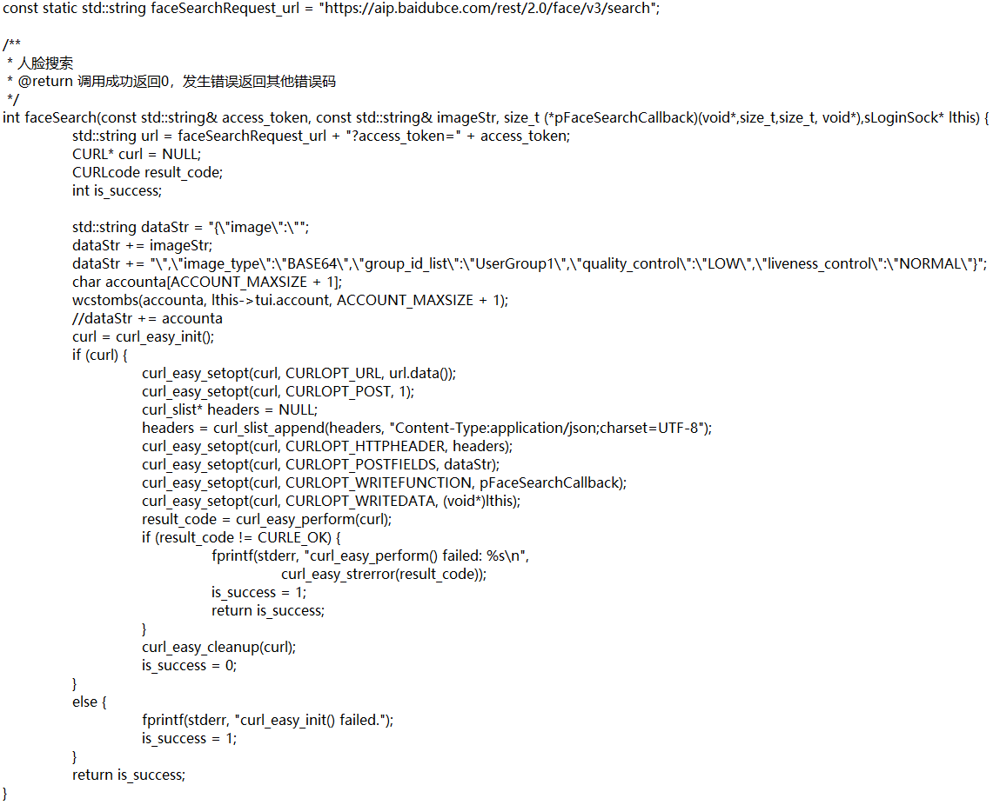 const static std::string faceSearchRequest_url = "https://aip.baidubce.com/rest/2.0/face/v3/search";
/**
* 人脸搜索
* @return 调用成功返回0，发生错误返回其他错误码
*/
int faceSearch(const std::string& access_token, const std::string& imageStr, size_t (*pFaceSearchCallback)(void*,size_t,size_t, void*),sLoginSock* lthis) {
std::string url = faceSearchRequest_url + "?access_token=" + access_token;
CURL* curl = NULL;
CURLcode result_code;
int is_success;
std::string dataStr = "{\"image\":\"";
dataStr += imageStr;
dataStr += "\",\"image_type\":\"BASE64\",\"group_id_list\":\"UserGroup1\",\"quality_control\":\"LOW\",\"liveness_control\":\"NORMAL\"}";
char accounta[ACCOUNT_MAXSIZE + 1];
wcstombs(accounta, lthis->tui.account, ACCOUNT_MAXSIZE + 1);
//dataStr += accounta
curl = curl_easy_init();
if (curl) {
curl_easy_setopt(curl, CURLOPT_URL, url.data());
curl_easy_setopt(curl, CURLOPT_POST, 1);
curl_slist* headers = NULL;
headers = curl_slist_append(headers, "Content-Type:application/json;charset=UTF-8");
curl_easy_setopt(curl, CURLOPT_HTTPHEADER, headers);
curl_easy_setopt(curl, CURLOPT_POSTFIELDS, dataStr);
curl_easy_setopt(curl, CURLOPT_WRITEFUNCTION, pFaceSearchCallback);
curl_easy_setopt(curl, CURLOPT_WRITEDATA, (void*)lthis);
result_code = curl_easy_perform(curl);
if (result_code != CURLE_OK) {
fprintf(stderr, "curl_easy_perform() failed: %s\n",
curl_easy_strerror(result_code));
is_success = 1;
return is_success;
}
curl_easy_cleanup(curl);
is_success = 0;
}
else {
fprintf(stderr, "curl_easy_init() failed.");
is_success = 1;
}
return is_success;
}